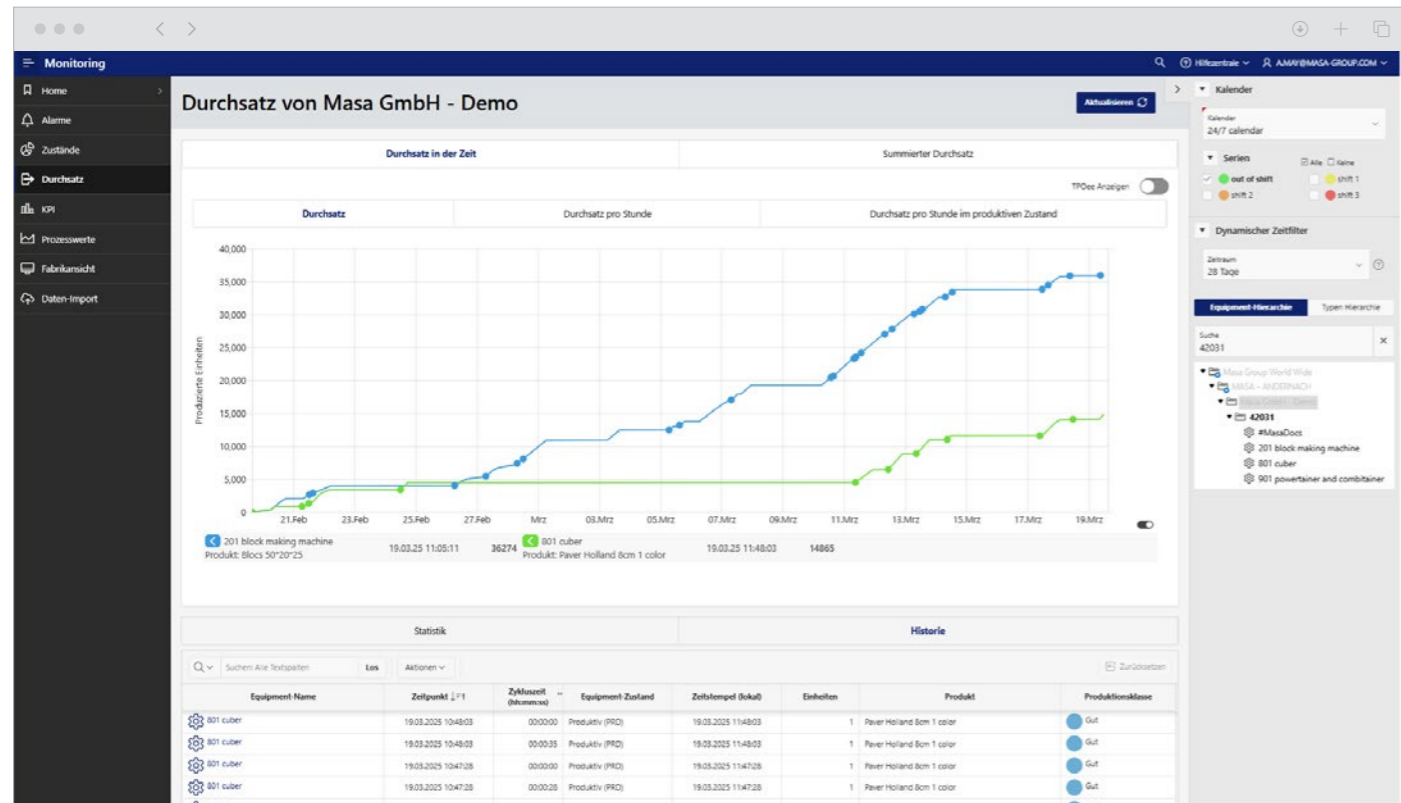 Monitoring
Hilfezentrale
A.MAY@MASA-GROUP.COM
Home
Alarme
Zustände
Durchsatz
KPI
Prozesswerte
Fabrikansicht
Daten-Import
Durchsatz von Masa GmbH - Demo
Aktualisieren
Durchsatz in der Zeit
Summierter Durchsatz
TPOee Anzeigen
Durchsatz
Durchsatz pro Stunde
Durchsatz pro Stunde im produktiven Zustand
Produzierte Einheiten
40,000
35,000
30,000
25,000
20,000
15,000
10,000
5,000
0
21.Feb 23.Feb 25.Feb 27.Feb Mrz 03.Mrz 05.Mrz 07.Mrz 09.Mrz 11.Mrz 13.Mrz 15.Mrz 17.Mrz 19.Mrz
201 block making machine
Produkt: Blocs 50*20*25
19.03.25 11:05:11 36274
801 cuber
Produkt: Paver Holland 8cm 1 color
19.03.25 11:48:03 14865
Statistik
Historie
Suchen: Alle Textspalten
Los
Aktionen
Zurücksetzen
Equipment-Name Zeitpunkt 1 Zykluszeit (hh:mm:ss) Equipment-Zustand Zeitstempel (lokal) Einheiten Produkt Produktionsklasse
801 cuber 19.03.2025 10:48:03 00:00:00 Produktiv (PRD) 19.03.2025 11:48:03 1 Paver Holland 8cm 1 color Gut
801 cuber 19.03.2025 10:48:03 00:00:35 Produktiv (PRD) 19.03.2025 11:48:03 1 Paver Holland 8cm 1 color Gut
801 cuber 19.03.2025 10:47:28 00:00:00 Produktiv (PRD) 19.03.2025 11:47:28 1 Paver Holland 8cm 1 color Gut
801 cuber 19.03.2025 10:47:28 00:00:28 Produktiv (PRD) 19.03.2025 11:47:28 1 Paver Holland 8cm 1 color Gut
Kalender
Kalender
24/7 calendar
Serien
Alle Keine
out of shift shift 1
shift 2 shift 3
Dynamischer Zeitfilter
Zeitraum
28 Tage
Equipment-Hierarchie
Typen Hierarchie
Suche
42031
Masa Group World Wide
MASA - ANDERNACH
Masa GmbH - Demo
42031
#MasaDocs
201 block making machine
801 cuber
901 powertainer and combitainer